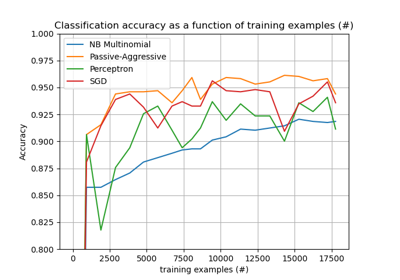 Classification accuracy as a function of training examples (#)
1.000
0.975
0.950
0.925
0.900
0.875
0.850
0.825
0.800
Accuracy
NB Multinomial
Passive-Aggressive
Perceptron
SGD
0 2500 5000 7500 10000 12500 15000 17500
training examples (#)